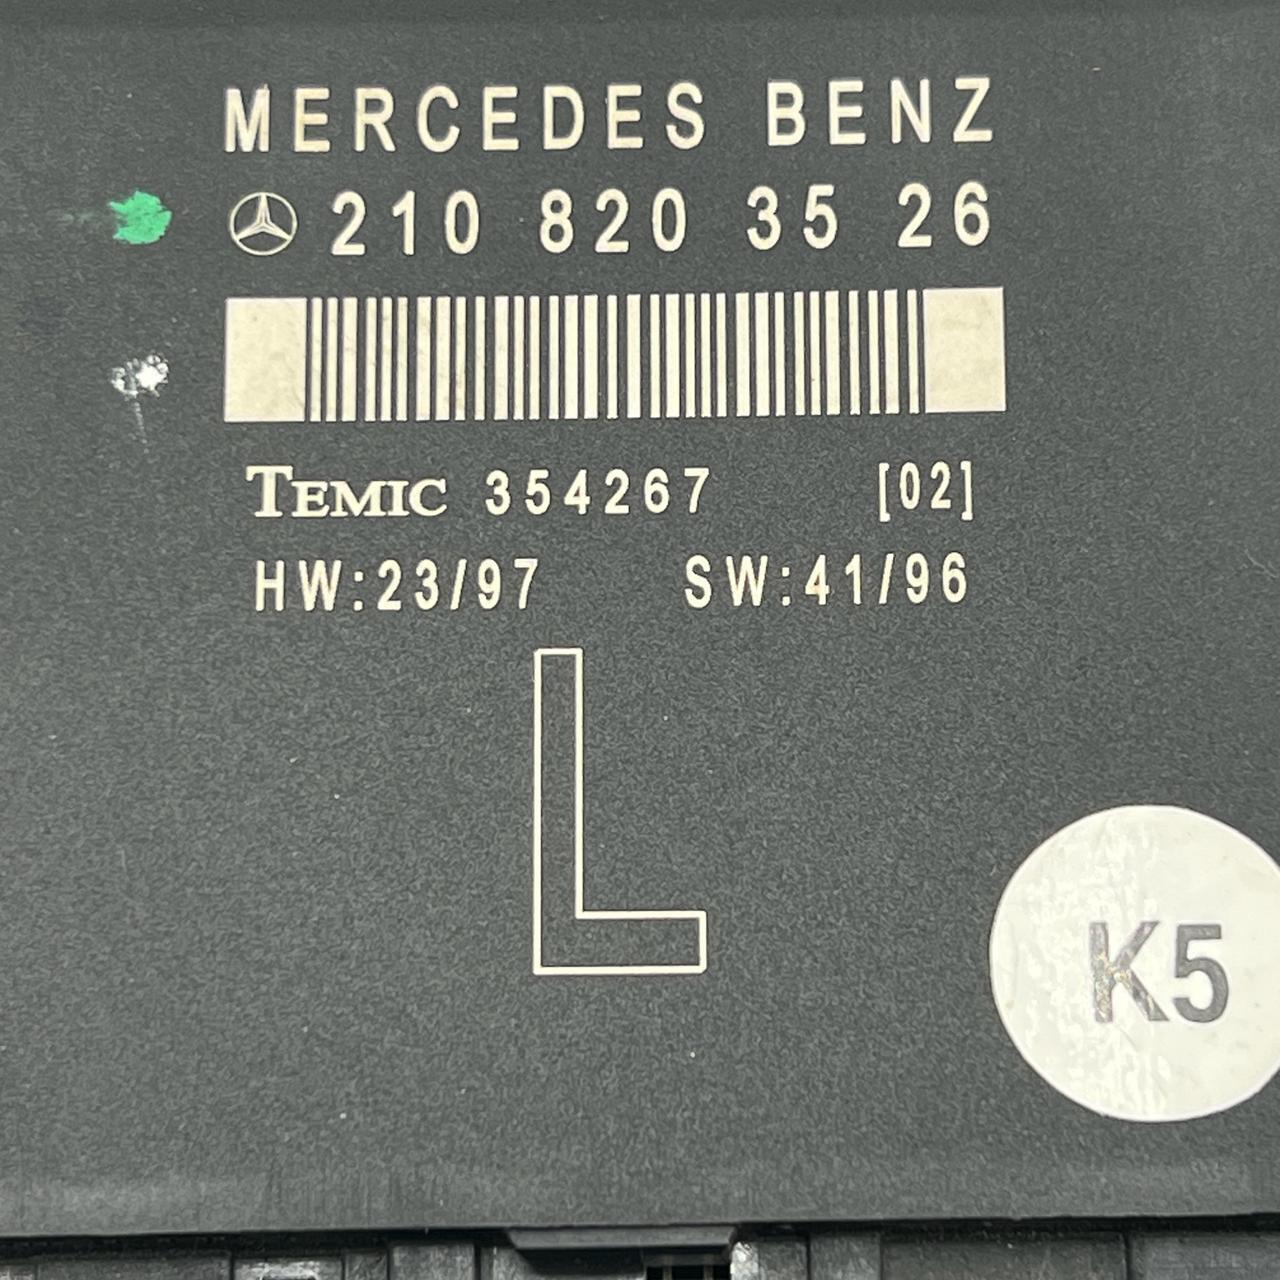 MERCEDES BENZ
210 820 35 26
TEMIC 354267 [02]
HW:23/97 SW:41/96
L
K5